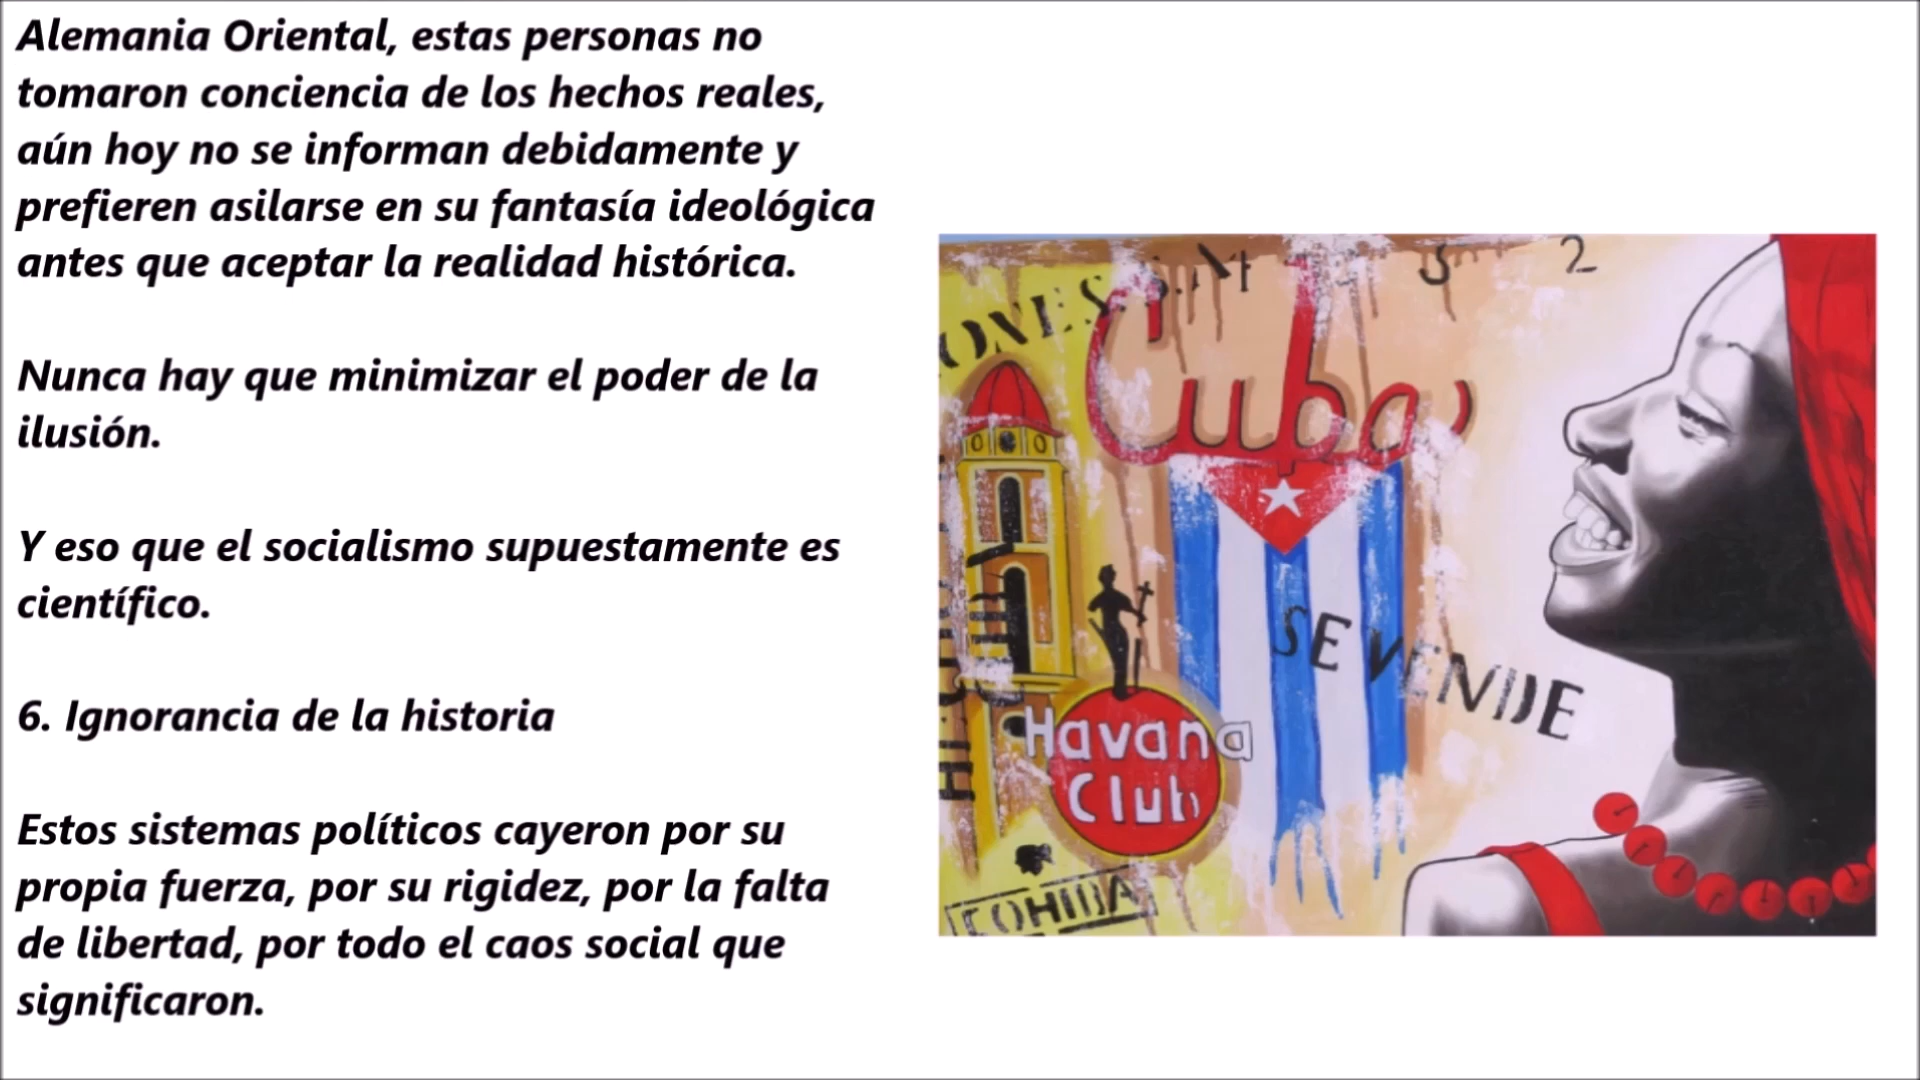 Alemania Oriental, estas personas no
tomaron conciencia de los hechos reales,
aún hoy no se informan debidamente y
prefieren asilarse en su fantasía ideológica
antes que aceptar la realidad histórica.
Nunca hay que minimizar el poder de la
ilusión.
Y eso que el socialismo supuestamente es
científico.
6. Ignorancia de la historia
Estos sistemas políticos cayeron por su
propia fuerza, por su rigidez, por la falta
de libertad, por todo el caos social que
significaron.
Cuba
SE VENDE
Havana
Club
COHIBA